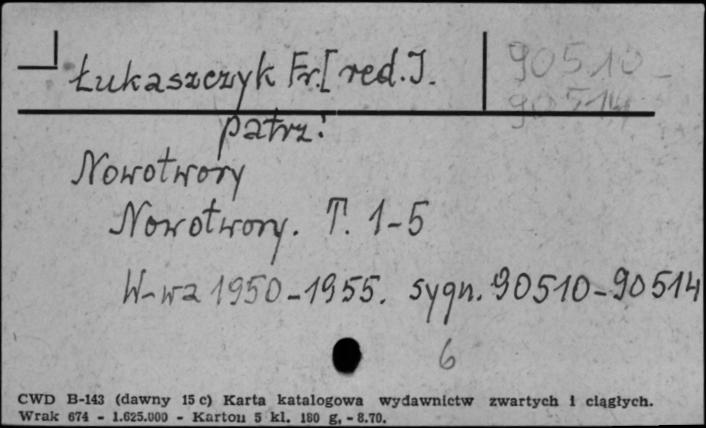 Łukaszczyk Fr. [red.].
90510-
90514
patrz:
Nowotwory
Nowotwory. T. 1-5
W-wa 1950-1955. sygn. 90510-90514
6
CWD B-143 (dawny 15 c) Karta katalogowa wydawnictw zwartych i ciągłych.
Wrak 674 - 1.625.000 - Karton 5 kl. 180 g. - 8.70.